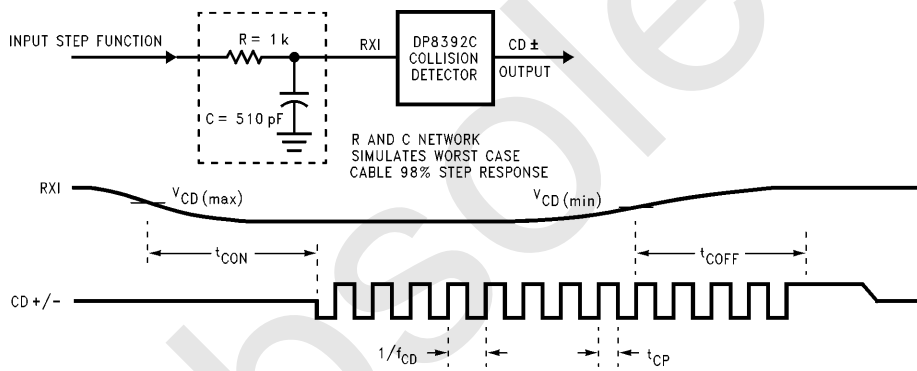 INPUT STEP FUNCTION
R = 1 k
C = 510 pF
RXI
DP8392C
COLLISION
DETECTOR
CD ±
OUTPUT
R AND C NETWORK
SIMULATES WORST CASE
CABLE 98% STEP RESPONSE
RXI
VCD (max)
VCD (min)
tCON
tCOFF
CD +/-
1/fCD
tCP